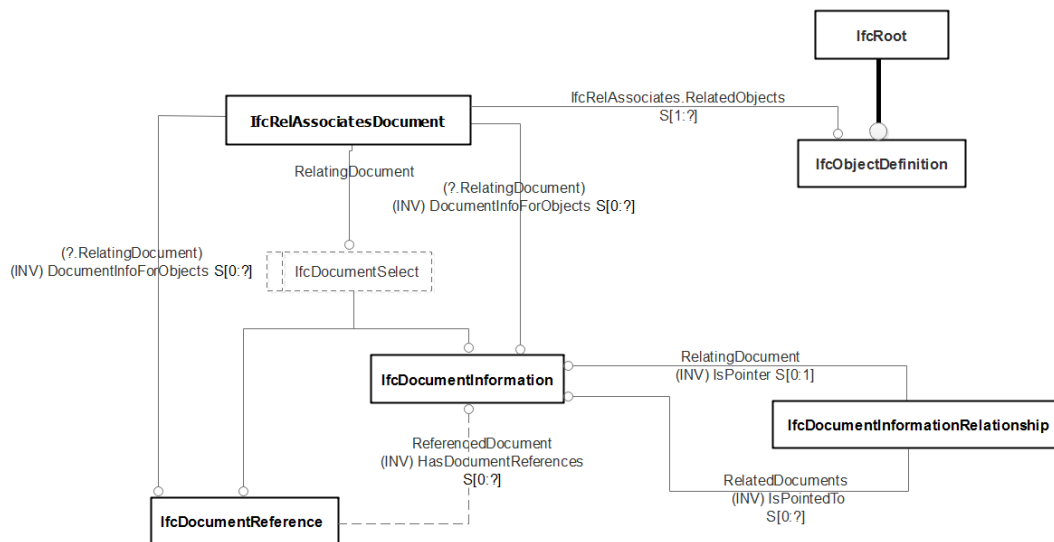 IfcRoot
IfcRelAssociates.RelatedObjects
S[1:?]
IfcRelAssociatesDocument
IfcObjectDefinition
RelatingDocument
(?.RelatingDocument)
(INV) DocumentInfoForObjects S[0:?]
(?.RelatingDocument)
(INV) DocumentInfoForObjects S[0:?]
IfcDocumentSelect
IfcDocumentInformation
RelatingDocument
(INV) IsPointer S[0:1]
IfcDocumentInformationRelationship
ReferencedDocument
(INV) HasDocumentReferences
S[0:?]
RelatedDocuments
(INV) IsPointedTo
S[0:?]
IfcDocumentReference